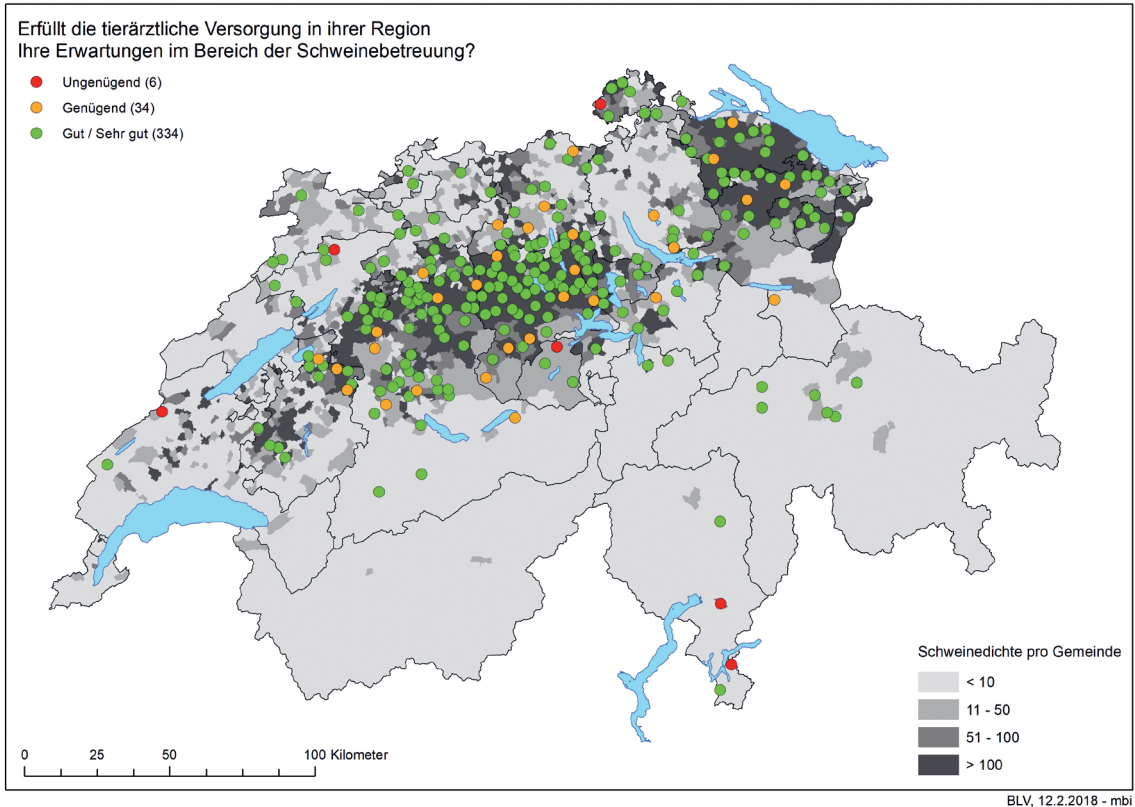 Erfüllt die tierärztliche Versorgung in ihrer Region
Ihre Erwartungen im Bereich der Schweinebetreuung?
Ungenügend (6)
Genügend (34)
Gut / Sehr gut (334)
Schweinedichte pro Gemeinde
< 10
11 - 50
51 - 100
> 100
0 25 50 100 Kilometer
BLV, 12.2.2018 - mbi